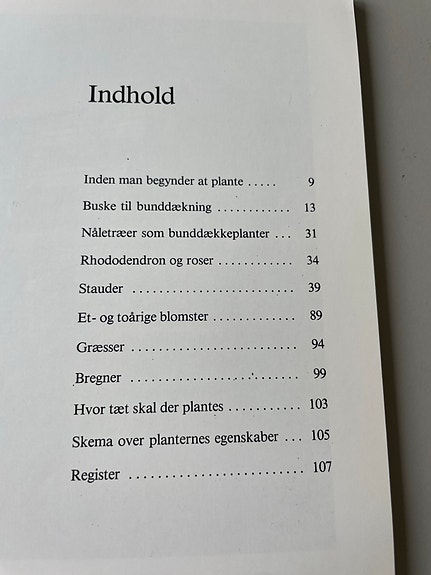 Indhold
Inden man begynder at plante ..... 9
Buske til bunddækning ............ 13
Nåletræer som bunddækkeplanter ... 31
Rhododendron og roser ............ 34
Stauder .......................... 39
Et- og toårige blomster ............. 89
Græsser .......................... 94
Bregner .......................... 99
Hvor tæt skal der plantes ............ 103
Skema over planternes egenskaber ... 105
Register .......................... 107